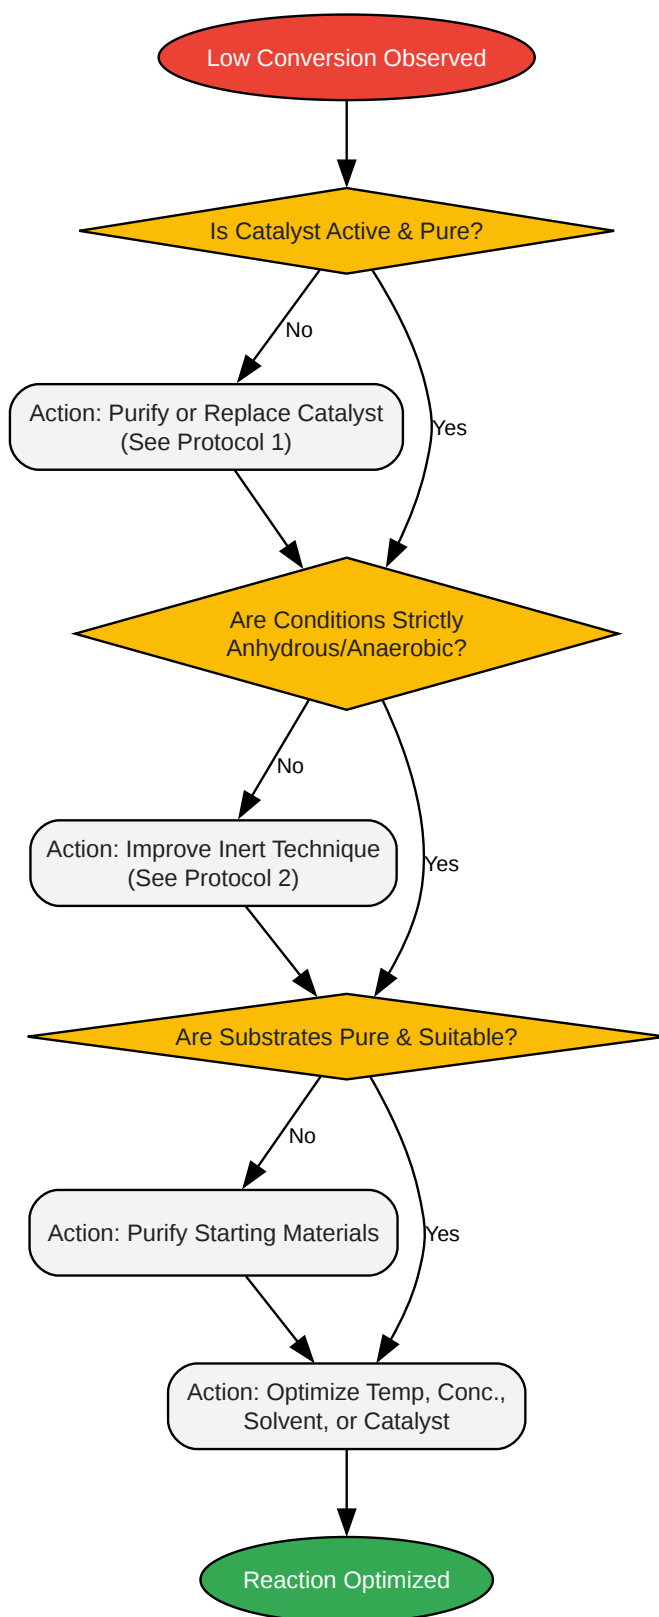 Low Conversion Observed
Is Catalyst Active & Pure?
No
Action: Purify or Replace Catalyst
(See Protocol 1)
Yes
Are Conditions Strictly
Anhydrous/Anaerobic?
No
Action: Improve Inert Technique
(See Protocol 2)
Yes
Are Substrates Pure & Suitable?
No
Action: Purify Starting Materials
Yes
Action: Optimize Temp, Conc.,
Solvent, or Catalyst
Reaction Optimized